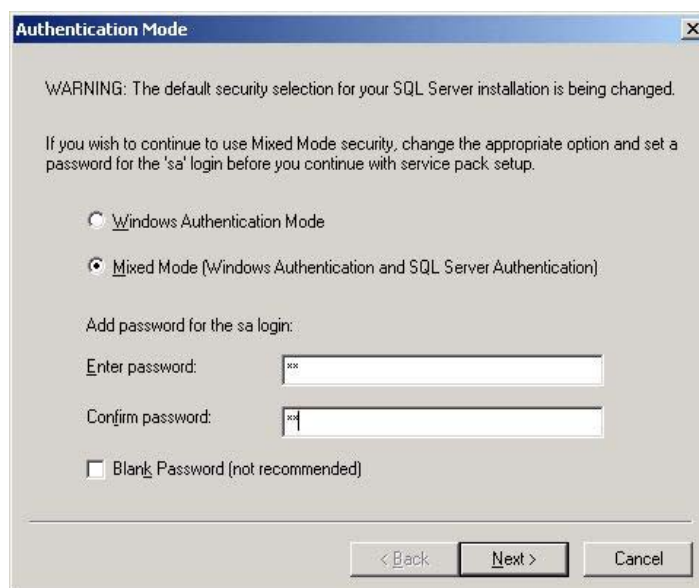 Authentication Mode
WARNING: The default security selection for your SQL Server installation is being changed.
If you wish to continue to use Mixed Mode security, change the appropriate option and set a
password for the 'sa' login before you continue with service pack setup.
Windows Authentication Mode
Mixed Mode (Windows Authentication and SQL Server Authentication)
Add password for the sa login:
Enter password: **
Confirm password: **
Blank Password (not recommended)
< Back Next > Cancel